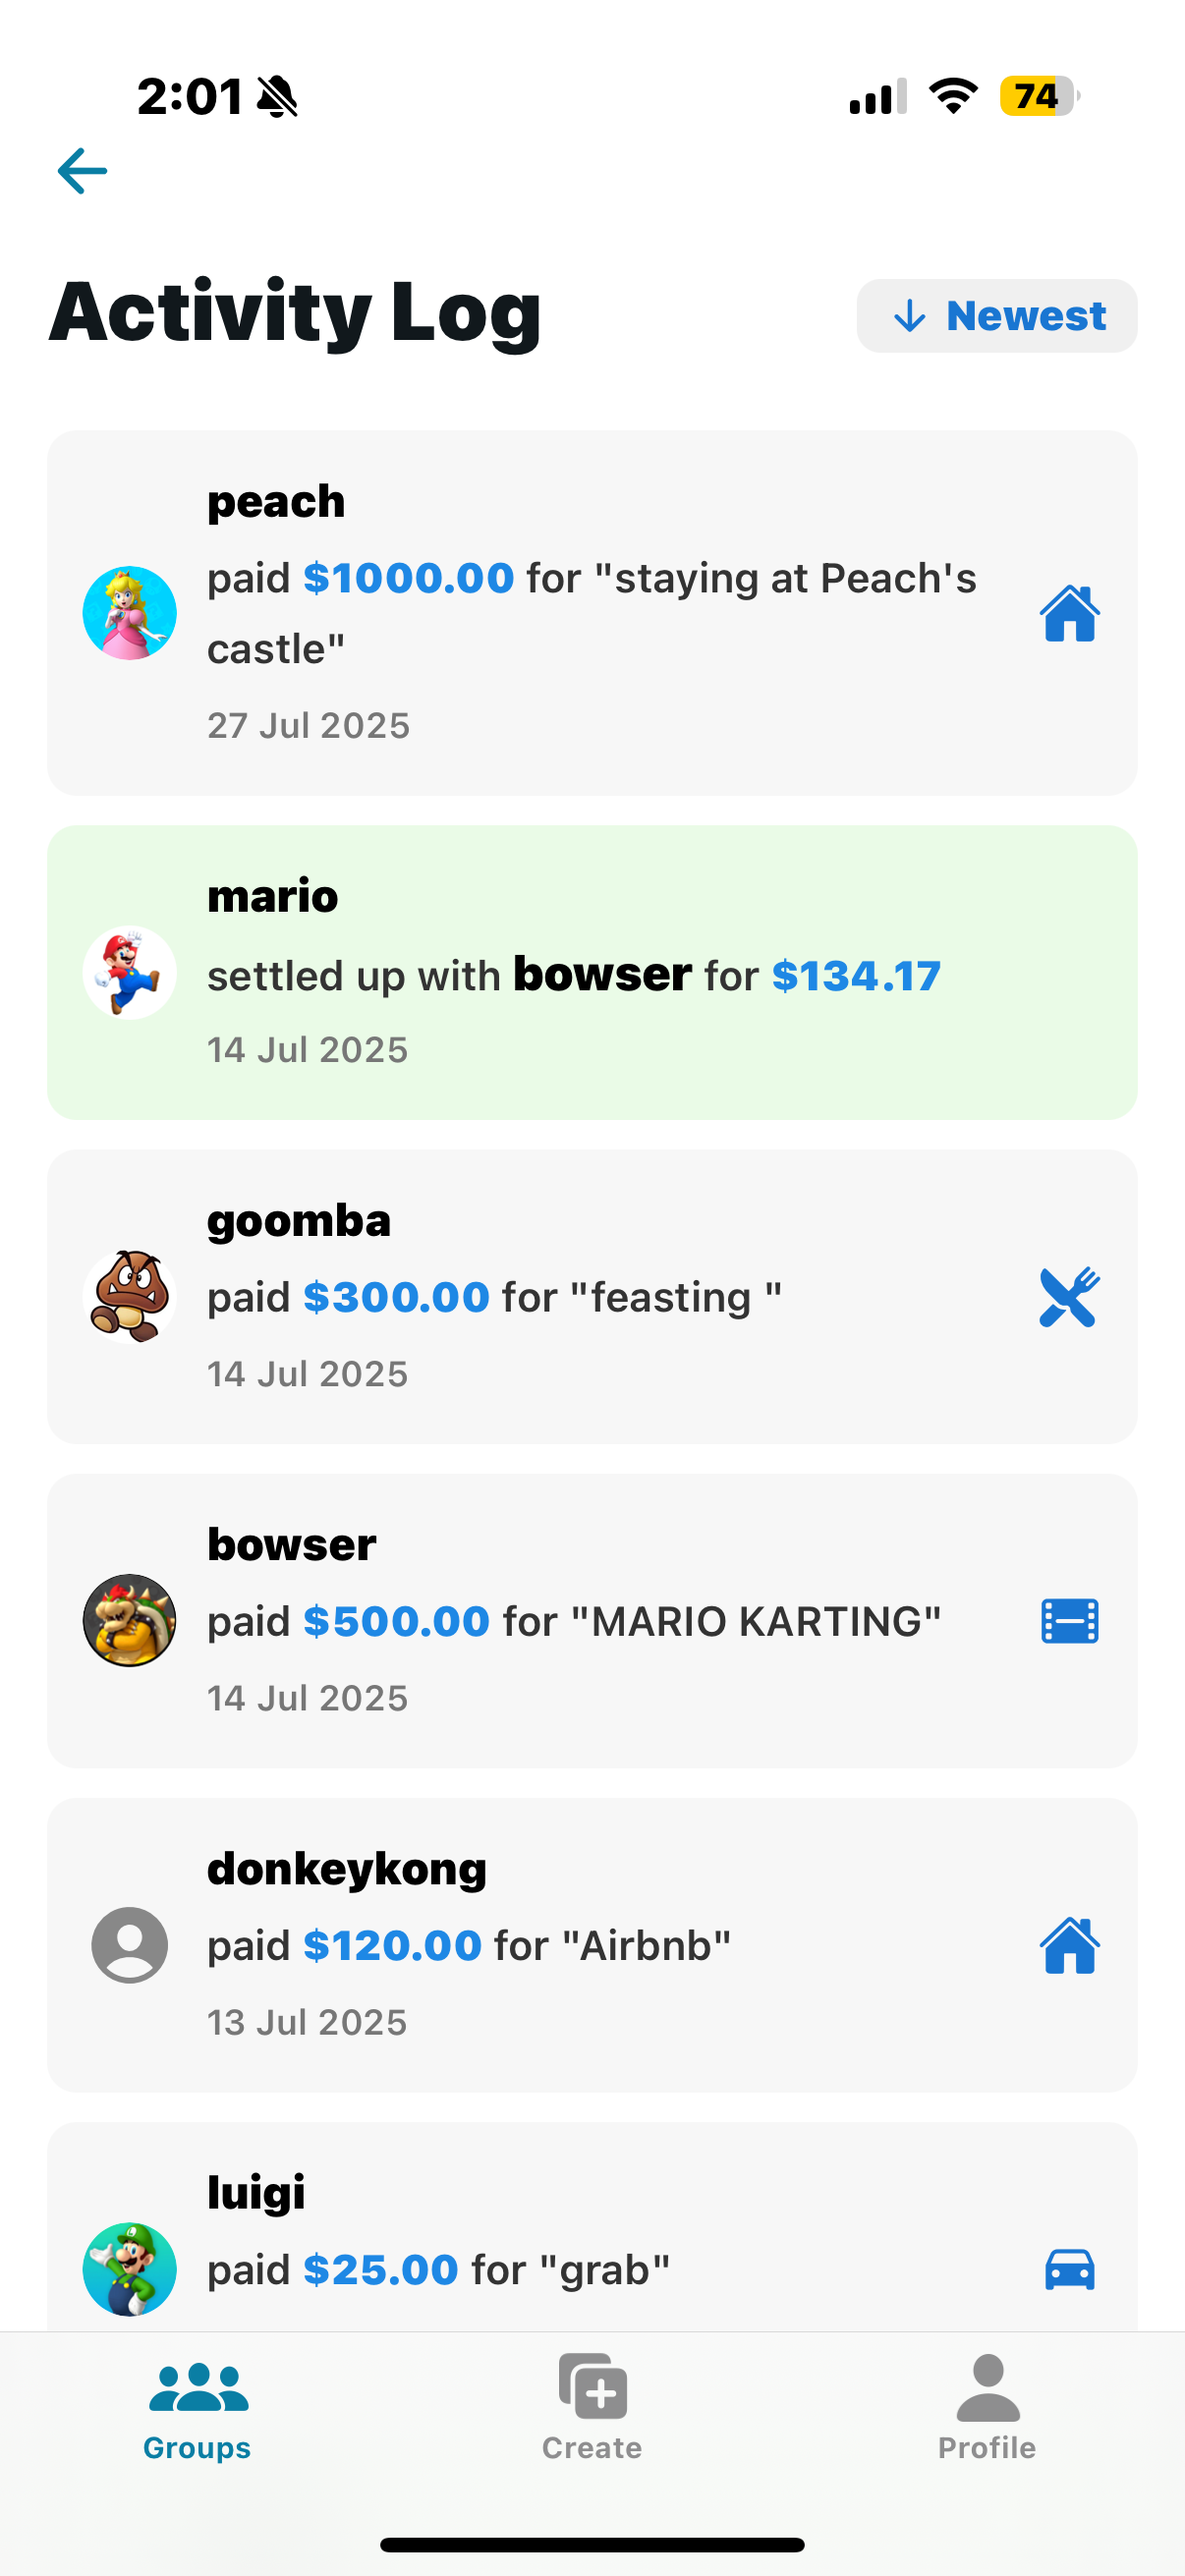 2:01
74
Activity Log
Newest
peach
paid $1000.00 for "staying at Peach's
castle"
27 Jul 2025
mario
settled up with bowser for $134.17
14 Jul 2025
goomba
paid $300.00 for "feasting "
14 Jul 2025
bowser
paid $500.00 for "MARIO KARTING"
14 Jul 2025
donkeykong
paid $120.00 for "Airbnb"
13 Jul 2025
luigi
paid $25.00 for "grab"
Groups
Create
Profile